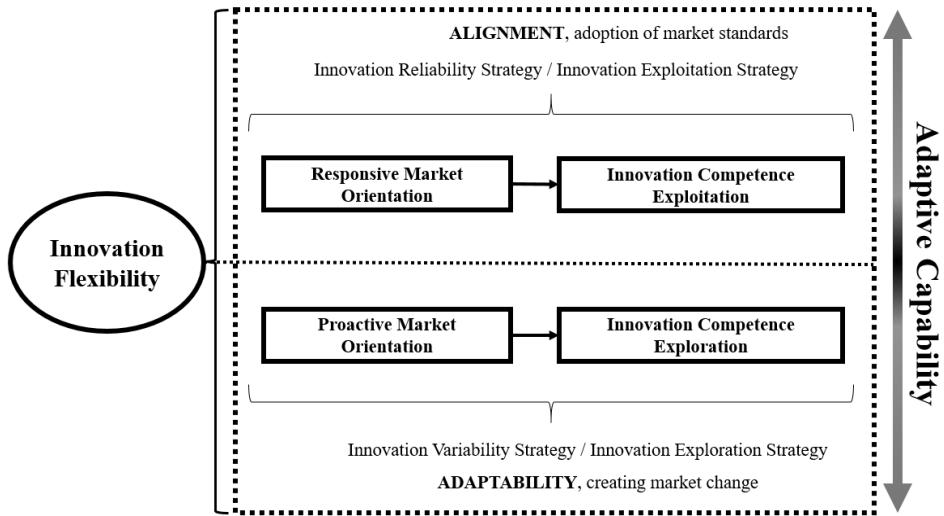 ALIGNMENT, adoption of market standards
Innovation Reliability Strategy / Innovation Exploitation Strategy
Responsive Market
Orientation
Innovation Competence
Exploitation
Innovation
Flexibility
Proactive Market
Orientation
Innovation Competence
Exploration
Innovation Variability Strategy / Innovation Exploration Strategy
ADAPTABILITY, creating market change
Adaptive Capability